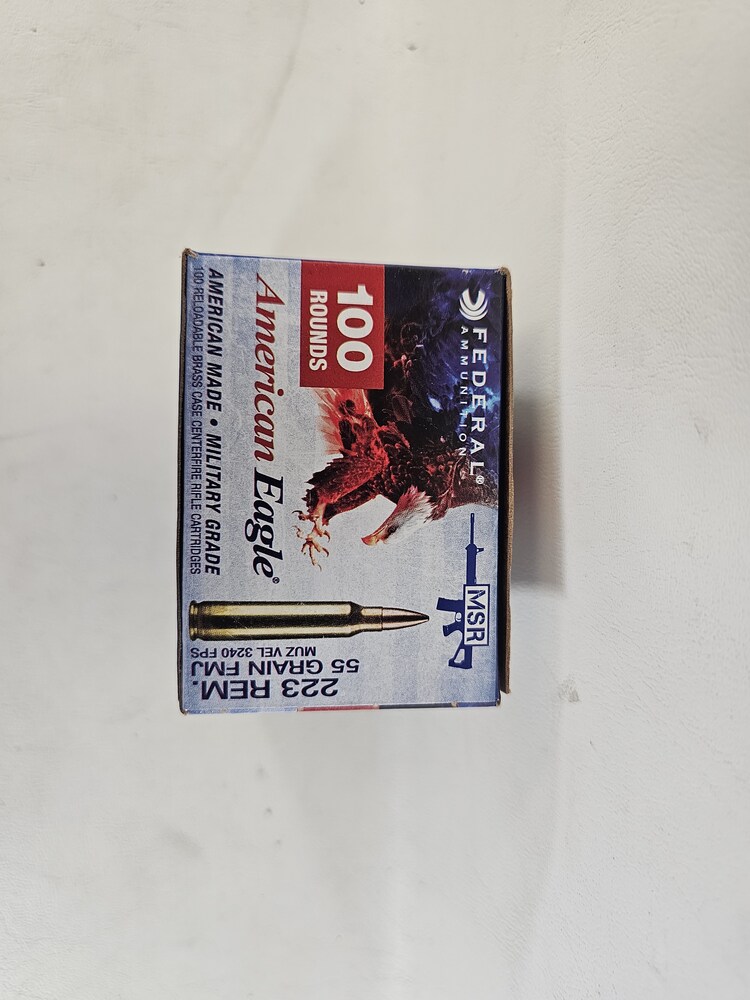 FEDERAL®
AMMUNITION
100
ROUNDS
American Eagle®
AMERICAN MADE • MILITARY GRADE
100 RELOADABLE BRASS CASE CENTERFIRE RIFLE CARTRIDGES
MSR
223 REM.
55 GRAIN FMJ
MUZ VEL 3240 FPS